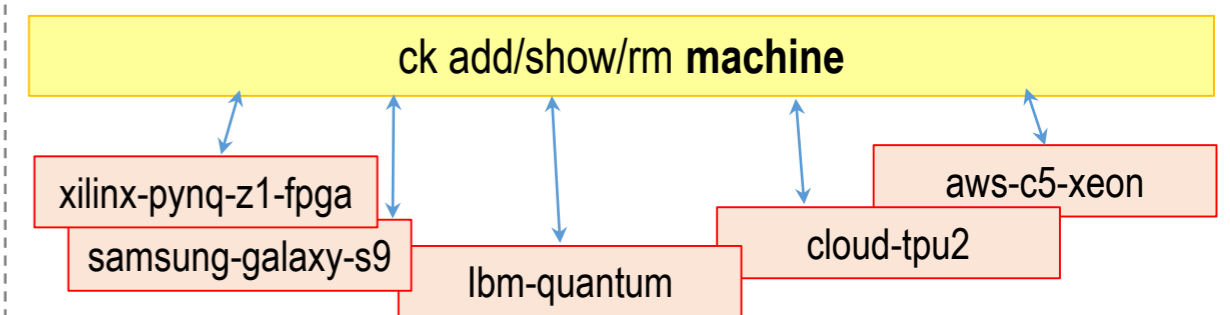 ck add/show/rm machine
xilinx-pynq-z1-fpga
aws-c5-xeon
samsung-galaxy-s9
cloud-tpu2
Ibm-quantum